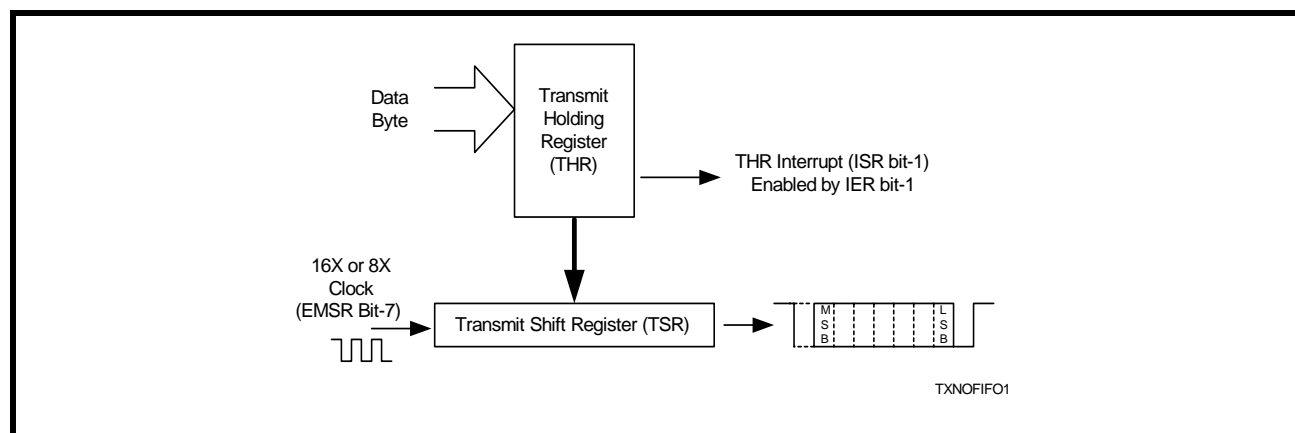 Data
Byte
Transmit
Holding
Register
(THR)
THR Interrupt (ISR bit-1)
Enabled by IER bit-1
16X or 8X
Clock
(EMSR Bit-7)
Transmit Shift Register (TSR)
M
S
B
L
S
B
TXNOFIFO1